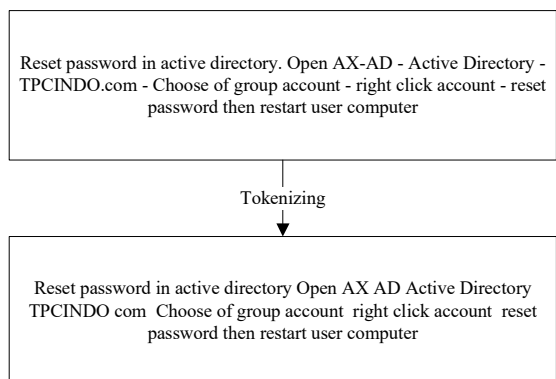 Reset password in active directory. Open AX-AD - Active Directory -
TPCINDO.com - Choose of group account - right click account - reset
password then restart user computer
Tokenizing
Reset password in active directory Open AX AD Active Directory
TPCINDO com  Choose of group account  right click account  reset
password then restart user computer